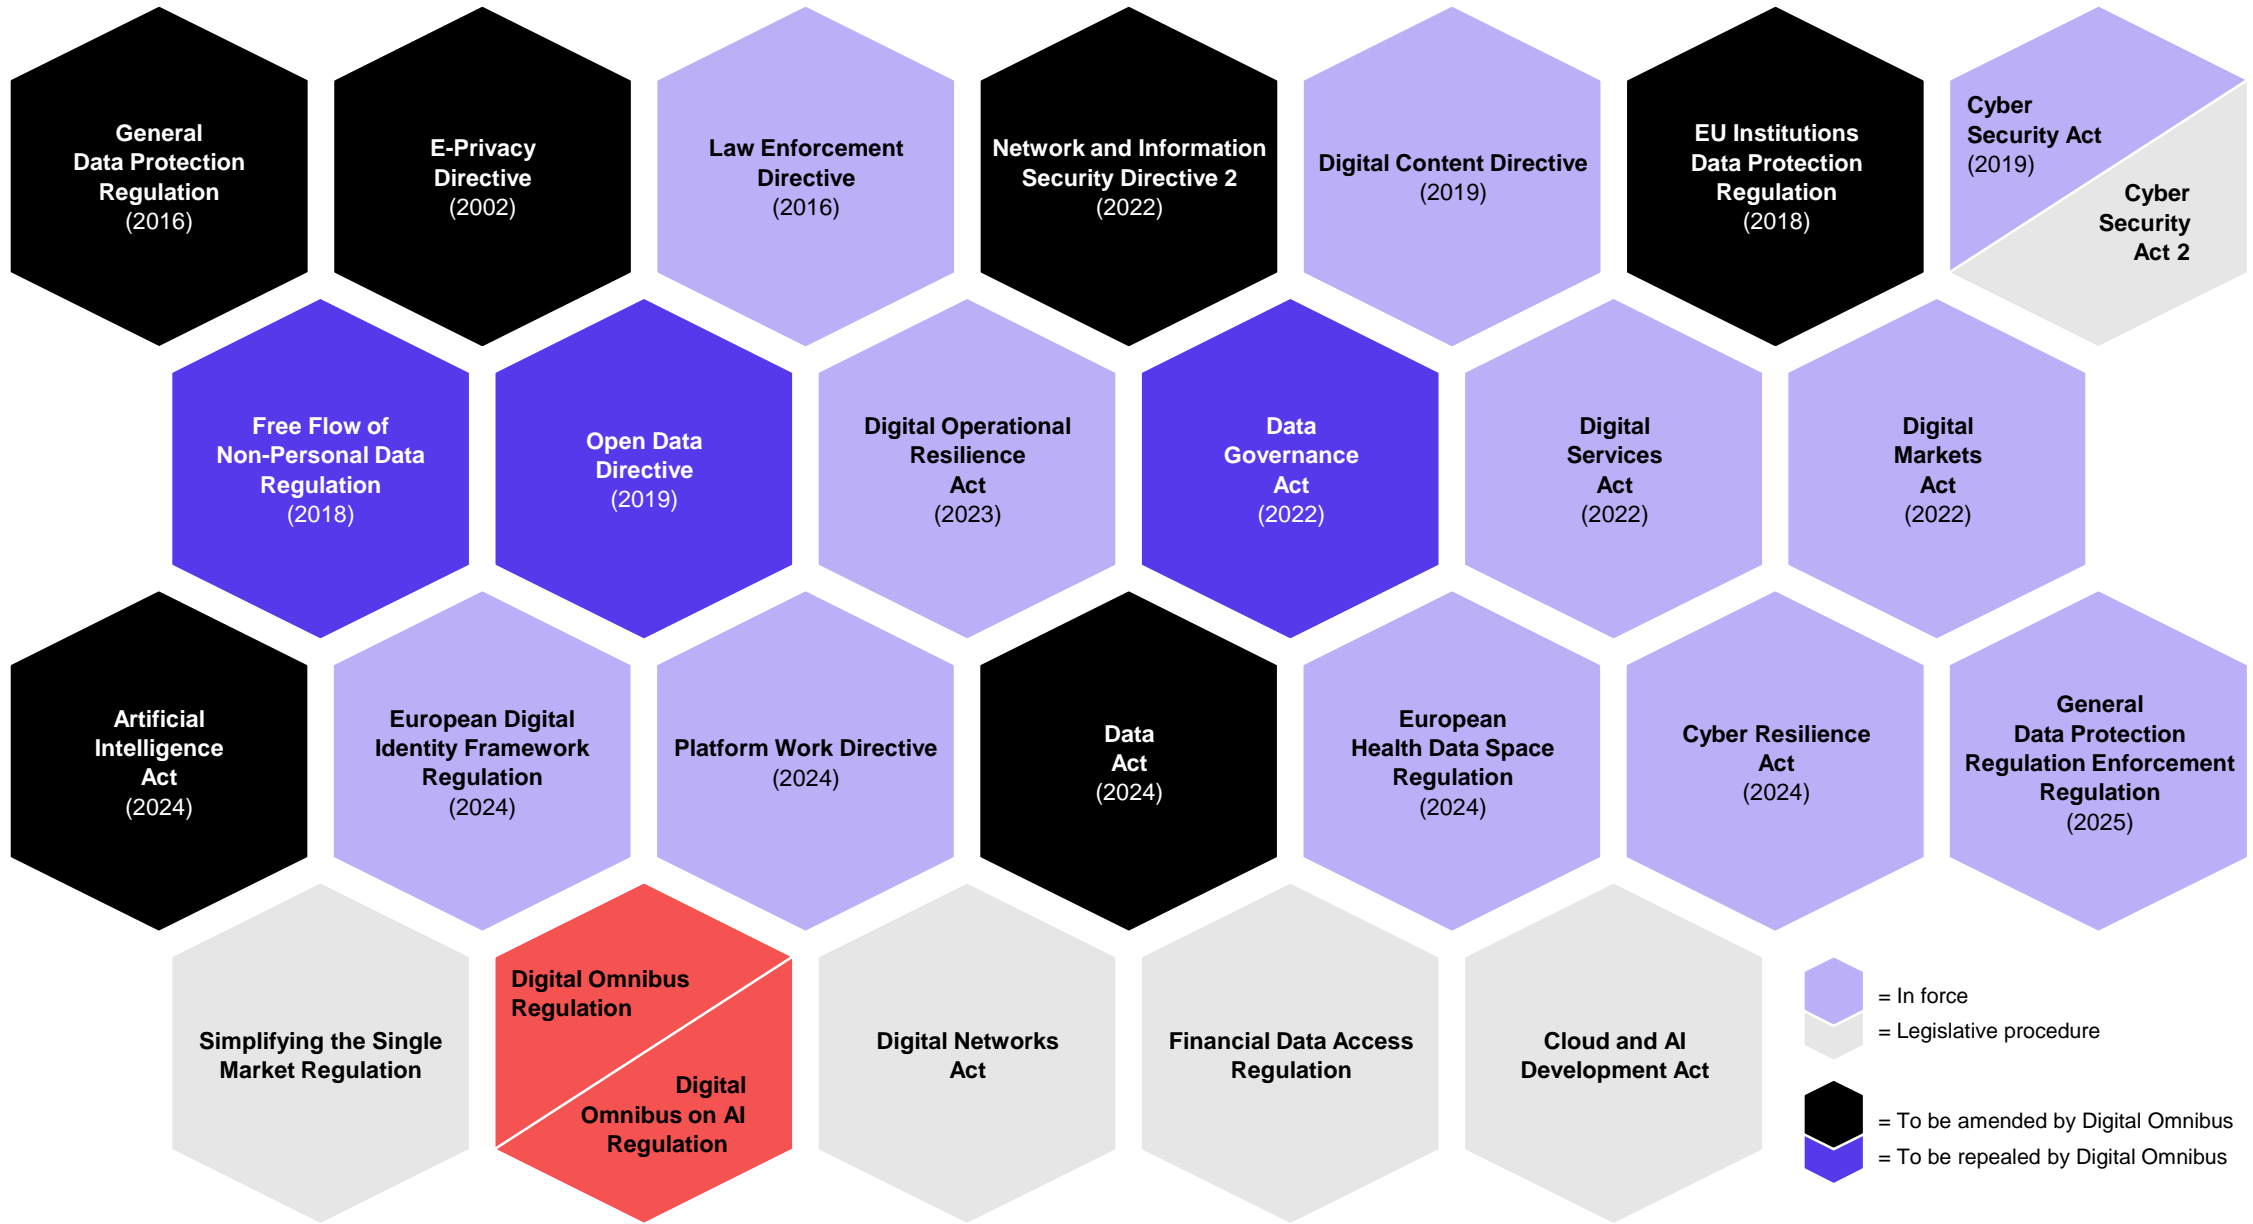 General
Data Protection
Regulation
(2016)
E-Privacy
Directive
(2002)
Law Enforcement
Directive
(2016)
Network and Information
Security Directive 2
(2022)
Digital Content Directive
(2019)
EU Institutions
Data Protection
Regulation
(2018)
Cyber
Security Act
(2019)
Cyber
Security
Act 2
Free Flow of
Non-Personal Data
Regulation
(2018)
Open Data
Directive
(2019)
Digital Operational
Resilience
Act
(2023)
Data
Governance
Act
(2022)
Digital
Services
Act
(2022)
Digital
Markets
Act
(2022)
Artificial
Intelligence
Act
(2024)
European Digital
Identity Framework
Regulation
(2024)
Platform Work Directive
(2024)
Data
Act
(2024)
European
Health Data Space
Regulation
(2024)
Cyber Resilience
Act
(2024)
General
Data Protection
Regulation Enforcement
Regulation
(2025)
Simplifying the Single
Market Regulation
Digital Omnibus
Regulation
Digital
Omnibus on AI
Regulation
Digital Networks
Act
Financial Data Access
Regulation
Cloud and AI
Development Act
= In force
= Legislative procedure
= To be amended by Digital Omnibus
= To be repealed by Digital Omnibus